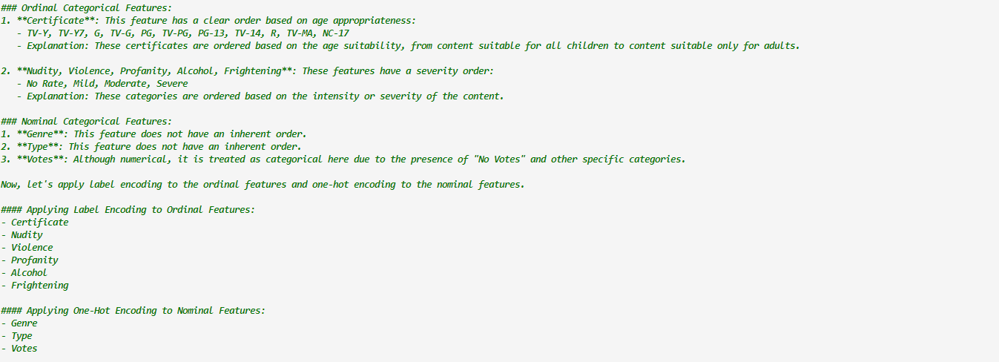 ### Ordinal Categorical Features:
1. **Certificate**: This feature has a clear order based on age appropriateness:
   - TV-Y, TV-Y7, G, TV-G, PG, TV-PG, PG-13, TV-14, R, TV-MA, NC-17
   - Explanation: These certificates are ordered based on the age suitability, from content suitable for all children to content suitable only for adults.

2. **Nudity, Violence, Profanity, Alcohol, Frightening**: These features have a severity order:
   - No Rate, Mild, Moderate, Severe
   - Explanation: These categories are ordered based on the intensity or severity of the content.

### Nominal Categorical Features:
1. **Genre**: This feature does not have an inherent order.
2. **Type**: This feature does not have an inherent order.
3. **Votes**: Although numerical, it is treated as categorical here due to the presence of "No Votes" and other specific categories.

Now, let's apply label encoding to the ordinal features and one-hot encoding to the nominal features.

#### Applying Label Encoding to Ordinal Features:
- Certificate
- Nudity
- Violence
- Profanity
- Alcohol
- Frightening

#### Applying One-Hot Encoding to Nominal Features:
- Genre
- Type
- Votes